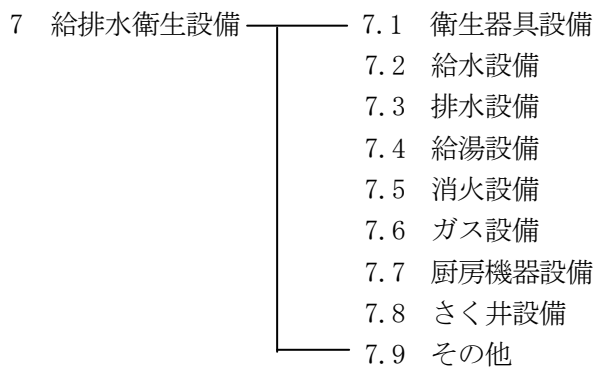 7 給排水衛生設備 7.1 衛生器具設備
7.2 給水設備
7.3 排水設備
7.4 給湯設備
7.5 消火設備
7.6 ガス設備
7.7 厨房機器設備
7.8 さく井設備
7.9 その他